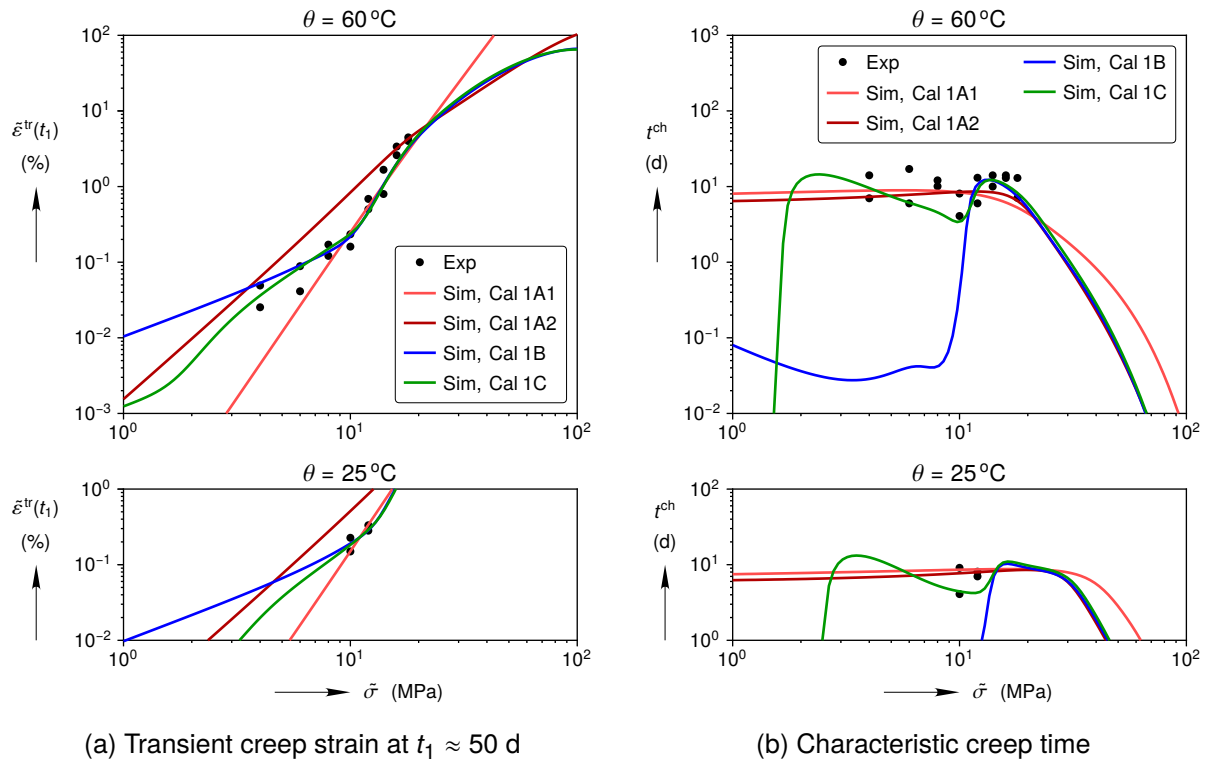 θ = 60 °C
10²
10¹
10⁰
10⁻¹
10⁻²
10⁻³
ε̃ᵗʳ(t₁)
(%)
Exp
Sim, Cal 1A1
Sim, Cal 1A2
Sim, Cal 1B
Sim, Cal 1C
10⁰
10¹
10²
θ = 60 °C
10³
10²
10¹
10⁰
10⁻¹
10⁻²
tᶜʰ
(d)
Exp
Sim, Cal 1A1
Sim, Cal 1A2
Sim, Cal 1B
Sim, Cal 1C
10⁰
10¹
10²
θ = 25 °C
10⁰
10⁻¹
10⁻²
ε̃ᵗʳ(t₁)
(%)
10⁰
10¹
10²
σ̃ (MPa)
θ = 25 °C
10²
10¹
10⁰
tᶜʰ
(d)
10⁰
10¹
10²
σ̃ (MPa)
(a) Transient creep strain at t₁ ≈ 50 d
(b) Characteristic creep time